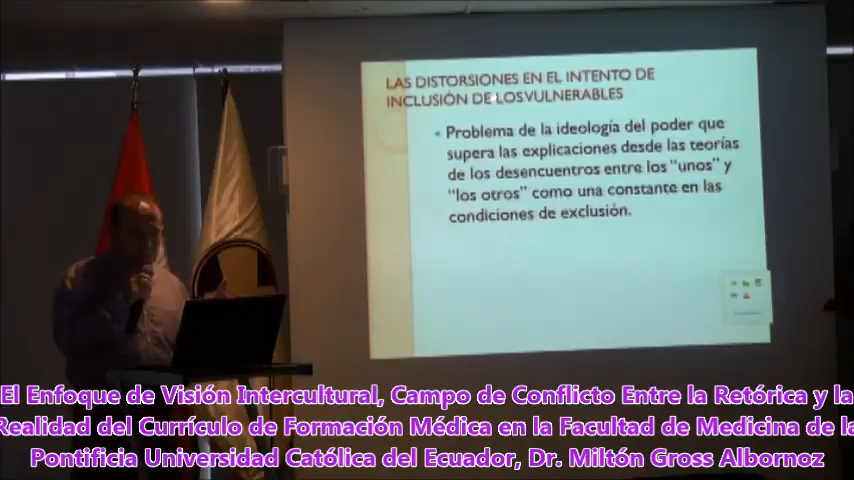 LAS DISTORSIONES EN EL INTENTO DE
INCLUSIÓN DE LOS VULNERABLES
• Problema de la ideología del poder que
supera las explicaciones desde las teorías
de los desencuentros entre los "unos" y
"los otros" como una constante en las
condiciones de exclusión.
El Enfoque de Visión Intercultural, Campo de Conflicto Entre la Retórica y la
Realidad del Currículo de Formación Médica en la Facultad de Medicina de la
Pontificia Universidad Católica del Ecuador, Dr. Miltón Gross Albornoz